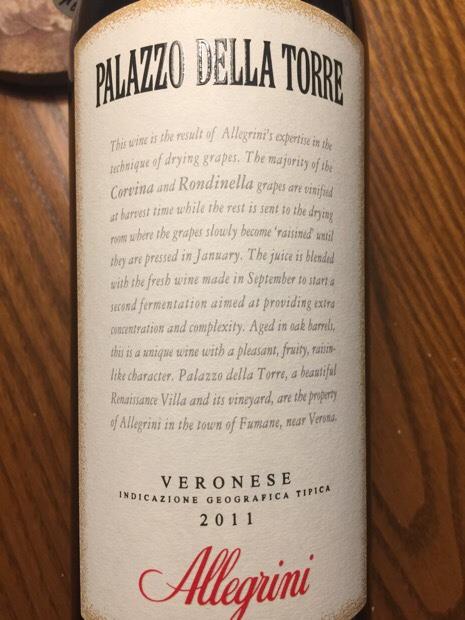 PALAZZO DELLA TORRE
This wine is the result of Allegrini's expertise in the
technique of drying grapes. The majority of the
Corvina and Rondinella grapes are vinified
at harvest time while the rest is sent to the drying
room where the grapes slowly become 'raisined' until
they are pressed in January. The juice is blended
with the fresh wine made in September to start a
second fermentation aimed at providing extra
concentration and complexity. Aged in oak barrels,
this is a unique wine with a pleasant, fruity, raisin-
like character. Palazzo della Torre, a beautiful
Renaissance Villa and its vineyard, are the property
of Allegrini in the town of Fumane, near Verona.
VERONESE
INDICAZIONE GEOGRAFICA TIPICA
2011
Allegrini